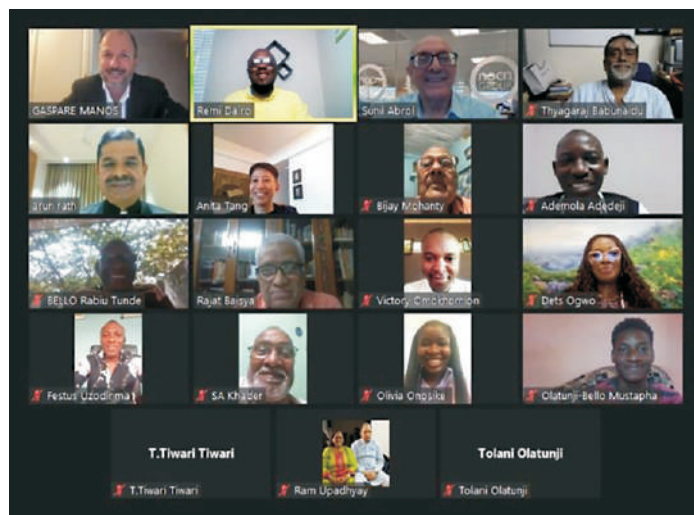 GASPARE MANOS
Remi Dairo
Sunil Abrol
Thyagaraj Babunaidu
arun rath
Anita Tang
Bijay Mohanty
Ademola Adedeji
BELLO Rabiu Tunde
Rajat Baisya
Victory Omokhomion
Dets Ogwo
Festus Uzodinma
SA Khader
Olivia Onosike
Olatunji-Bello Mustapha
T.Tiwari Tiwari
Tolani Olatunji
T.Tiwari Tiwari
Ram Upadhyay
Tolani Olatunji